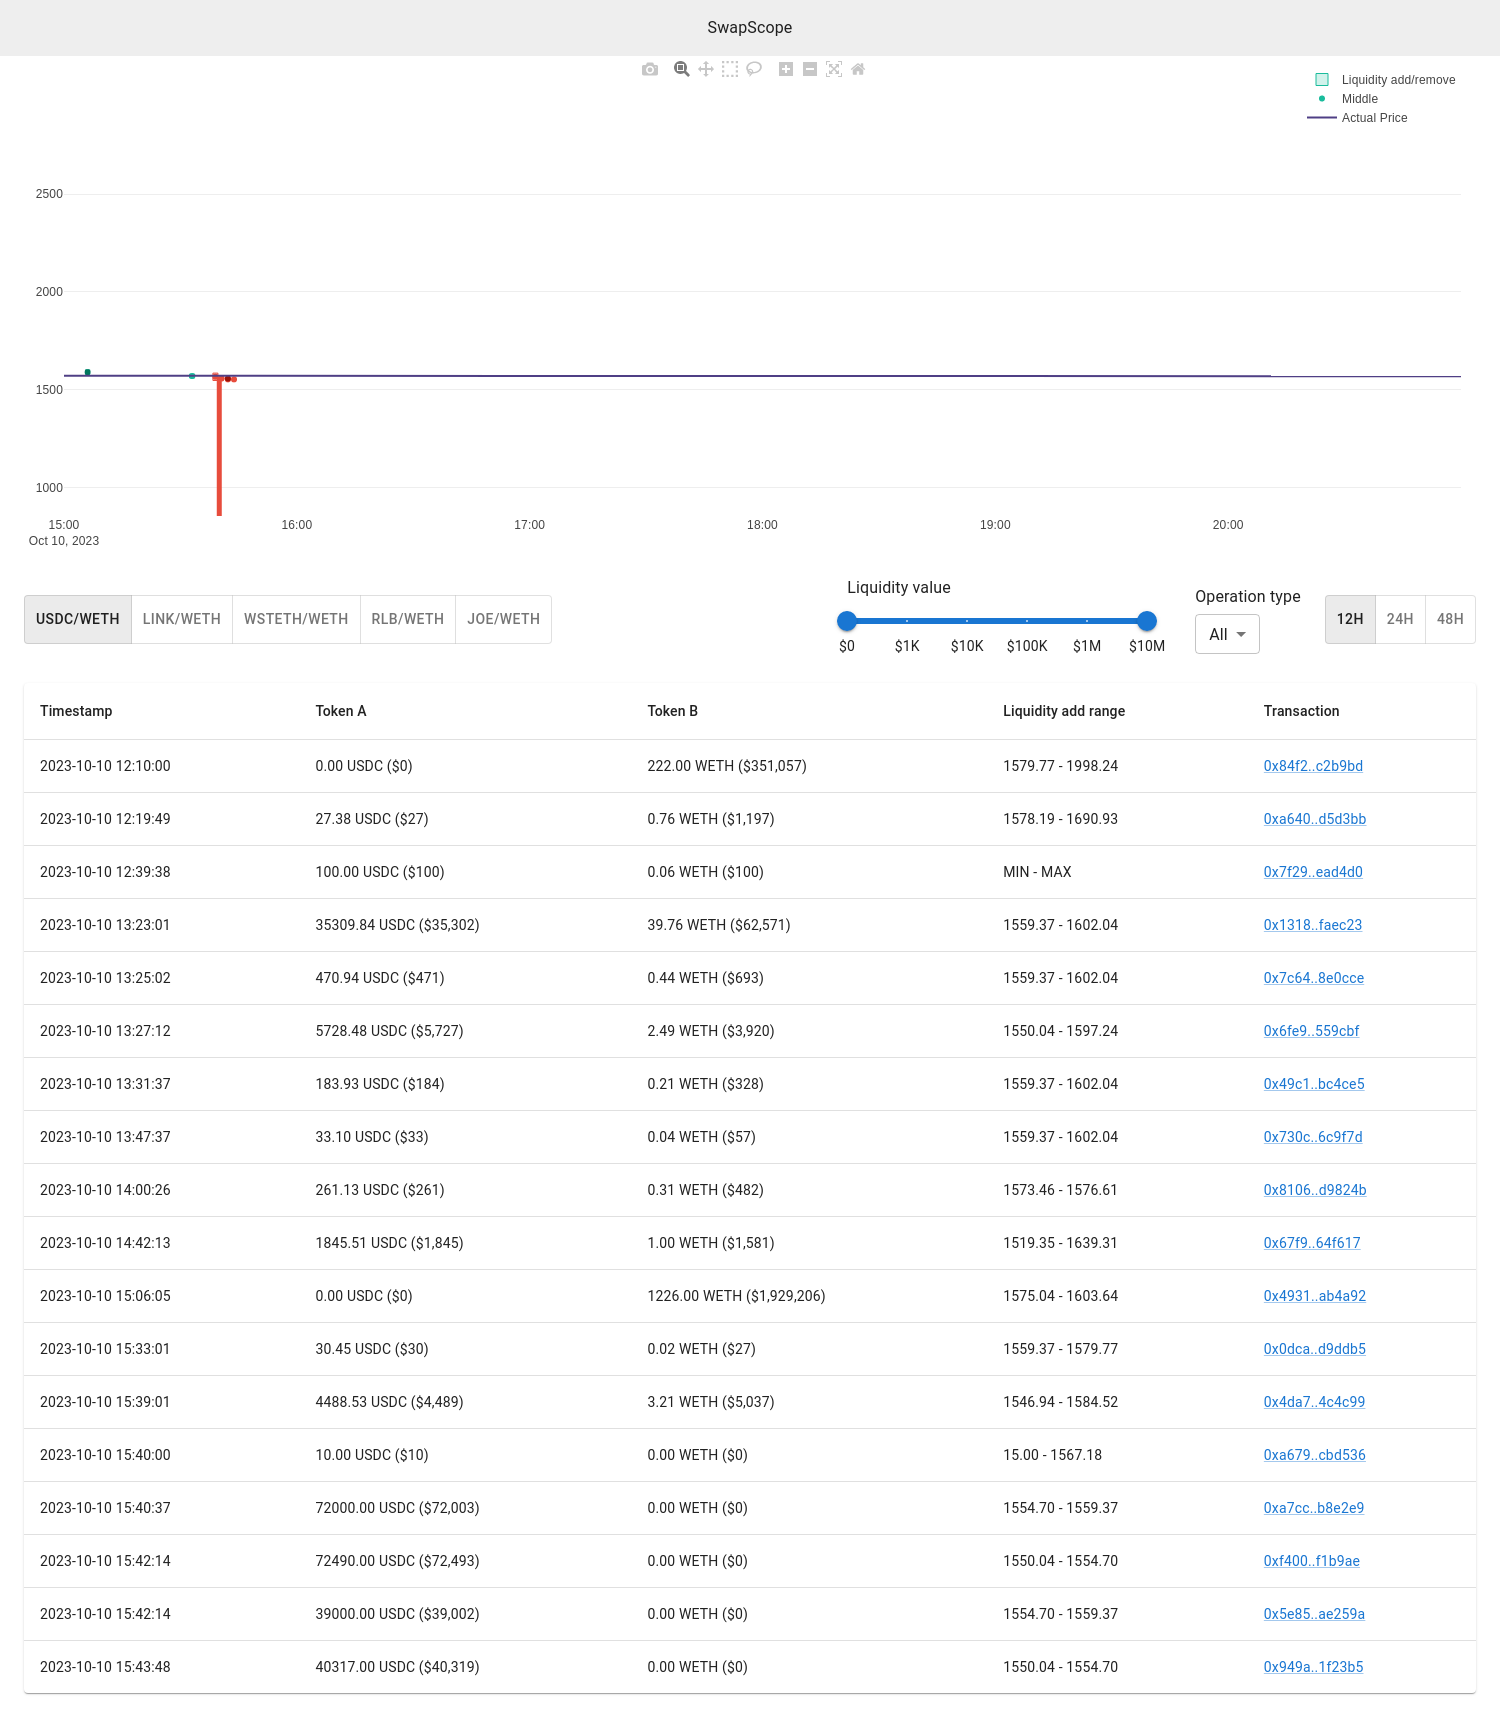 SwapScope
Liquidity add/remove
Middle
Actual Price
2500
2000
1500
1000
15:00 16:00 17:00 18:00 19:00 20:00
Oct 10, 2023
Liquidity value
Operation type
USDC/WETH LINK/WETH WSTETH/WETH RLB/WETH JOE/WETH
All
12H 24H 48H
$0 $1K $10K $100K $1M $10M
Timestamp Token A Token B Liquidity add range Transaction
2023-10-10 12:10:00 0.00 USDC ($0) 222.00 WETH ($351,057) 1579.77 - 1998.24 0x84f2..c2b9bd
2023-10-10 12:19:49 27.38 USDC ($27) 0.76 WETH ($1,197) 1578.19 - 1690.93 0xa640..d5d3bb
2023-10-10 12:39:38 100.00 USDC ($100) 0.06 WETH ($100) MIN - MAX 0x7f29..ead4d0
2023-10-10 13:23:01 35309.84 USDC ($35,302) 39.76 WETH ($62,571) 1559.37 - 1602.04 0x1318..faec23
2023-10-10 13:25:02 470.94 USDC ($471) 0.44 WETH ($693) 1559.37 - 1602.04 0x7c64..8e0cce
2023-10-10 13:27:12 5728.48 USDC ($5,727) 2.49 WETH ($3,920) 1550.04 - 1597.24 0x6fe9..559cbf
2023-10-10 13:31:37 183.93 USDC ($184) 0.21 WETH ($328) 1559.37 - 1602.04 0x49c1..bc4ce5
2023-10-10 13:47:37 33.10 USDC ($33) 0.04 WETH ($57) 1559.37 - 1602.04 0x730c..6c9f7d
2023-10-10 14:00:26 261.13 USDC ($261) 0.31 WETH ($482) 1573.46 - 1576.61 0x8106..d9824b
2023-10-10 14:42:13 1845.51 USDC ($1,845) 1.00 WETH ($1,581) 1519.35 - 1639.31 0x67f9..64f617
2023-10-10 15:06:05 0.00 USDC ($0) 1226.00 WETH ($1,929,206) 1575.04 - 1603.64 0x4931..ab4a92
2023-10-10 15:33:01 30.45 USDC ($30) 0.02 WETH ($27) 1559.37 - 1579.77 0x0dca..d9ddb5
2023-10-10 15:39:01 4488.53 USDC ($4,489) 3.21 WETH ($5,037) 1546.94 - 1584.52 0x4da7..4c4c99
2023-10-10 15:40:00 10.00 USDC ($10) 0.00 WETH ($0) 15.00 - 1567.18 0xa679..cbd536
2023-10-10 15:40:37 72000.00 USDC ($72,003) 0.00 WETH ($0) 1554.70 - 1559.37 0xa7cc..b8e2e9
2023-10-10 15:42:14 72490.00 USDC ($72,493) 0.00 WETH ($0) 1550.04 - 1554.70 0xf400..f1b9ae
2023-10-10 15:42:14 39000.00 USDC ($39,002) 0.00 WETH ($0) 1554.70 - 1559.37 0x5e85..ae259a
2023-10-10 15:43:48 40317.00 USDC ($40,319) 0.00 WETH ($0) 1550.04 - 1554.70 0x949a..1f23b5